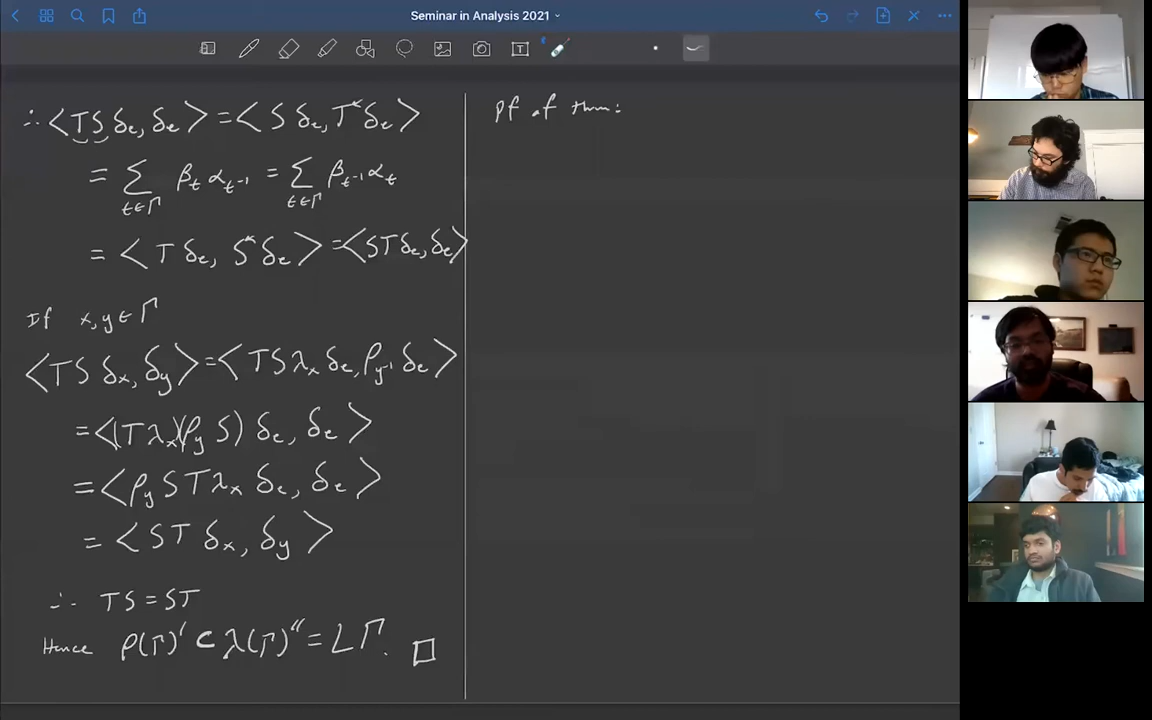 Seminar in Analysis 2021
∴ <TS δe, δe> = <S δe, T* δe>
= Σ_{t∈Γ} βt αt⁻¹ = Σ_{t∈Γ} βt⁻¹ αt
= <T δe, S* δe> = <ST δe, δe>
If x, y ∈ Γ
<TS δx, δy> = <TS λx δe, ρy⁻¹ δe>
= <(T λx)(ρy S) δe, δe>
= <ρy S T λx δe, δe>
= <ST δx, δy>
∴ TS = ST
Hence ρ(Γ)' ⊂ λ(Γ)'' = LΓ. □
Pf of thm: